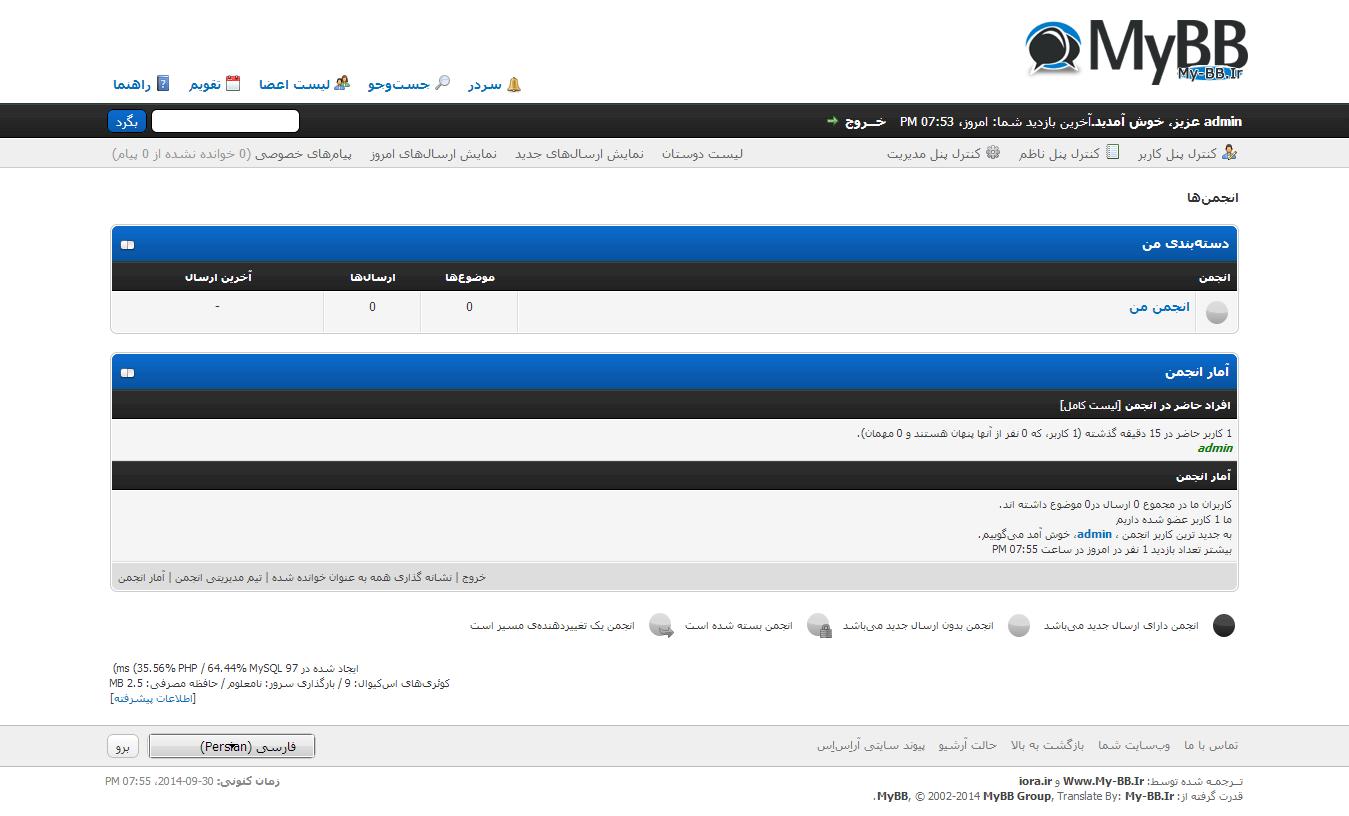 MyBB
My-BB.Ir
سردر لیست اعضا جست‌وجو تقویم راهنما
admin عزیز، خوش آمدید.آخرین بازدید شما: امروز، 07:53 PM خــروج
بگرد
کنترل پنل کاربر کنترل پنل ناظم کنترل پنل مدیریت لیست دوستان نمایش ارسال‌های جدید نمایش ارسال‌های امروز پیام‌های خصوصی (0 خوانده نشده از 0 پیام)
انجمن‌ها
دسته‌بندی من
انجمن موضوع‌ها ارسال‌ها آخرین ارسال
انجمن من 0 0 -
آمار انجمن
افراد حاضر در انجمن [لیست کامل]
1 کاربر حاضر در 15 دقیقه گذشته (1 کاربر، که 0 نفر از آنها پنهان هستند و 0 مهمان).
admin
آمار انجمن
کاربران ما در مجموع 0 ارسال در0 موضوع داشته اند.
ما 1 کاربر عضو شده داریم
به جدید ترین کاربر انجمن ، admin، خوش آمد می‌گوییم.
بیشتر تعداد بازدید 1 نفر در امروز در ساعت 07:55 PM
خروج | نشانه گذاری همه به عنوان خوانده شده | تیم مدیریتی انجمن | آمار انجمن
انجمن دارای ارسال جدید می‌باشد انجمن بدون ارسال جدید می‌باشد انجمن بسته شده است انجمن یک تغییردهنده‌ی مسیر است
ایجاد شده در 97 ms (35.56% PHP / 64.44% MySQL)
کوئری‌های اس‌کیوال: 9 / بارگذاری سرور: نامعلوم / حافظه مصرفی: 2.5 MB
[اطلاعات پیشرفته]
تماس با ما وب‌سایت شما بازگشت به بالا حالت آرشیو پیوند سایتی آراِس‌اِس فارسی (Persian) برو
تــرجمـه شده توسط: Www.My-BB.Ir و iora.ir
زمان کنونی: 2014-09-30، 07:55 PM
قدرت گرفته از: MyBB, © 2002-2014 MyBB Group, Translate By: My-BB.Ir.